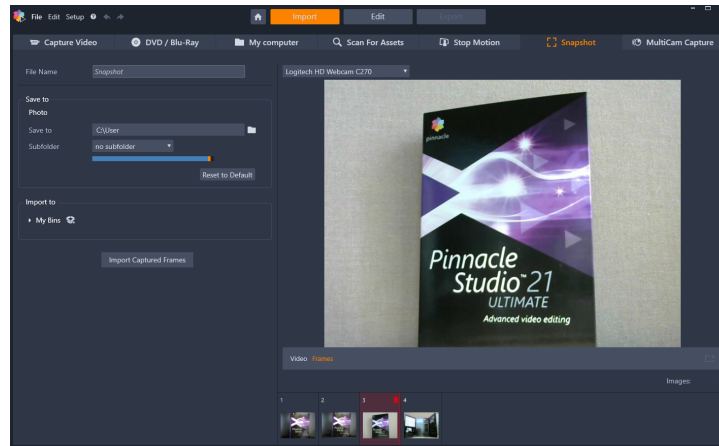 File Edit Setup
Import Edit Export
Capture Video DVD / Blu-Ray My computer Scan For Assets Stop Motion Snapshot MultiCam Capture
File Name Snapshot
Logitech HD Webcam C270
Save to
Photo
Save to C:\User
Subfolder no subfolder
Reset to Default
Import to
My Bins
Import Captured Frames
pinnacle
Pinnacle
Studio™ 21
ULTIMATE
Advanced video editing
Video Frames
Images:
1 2 3 4